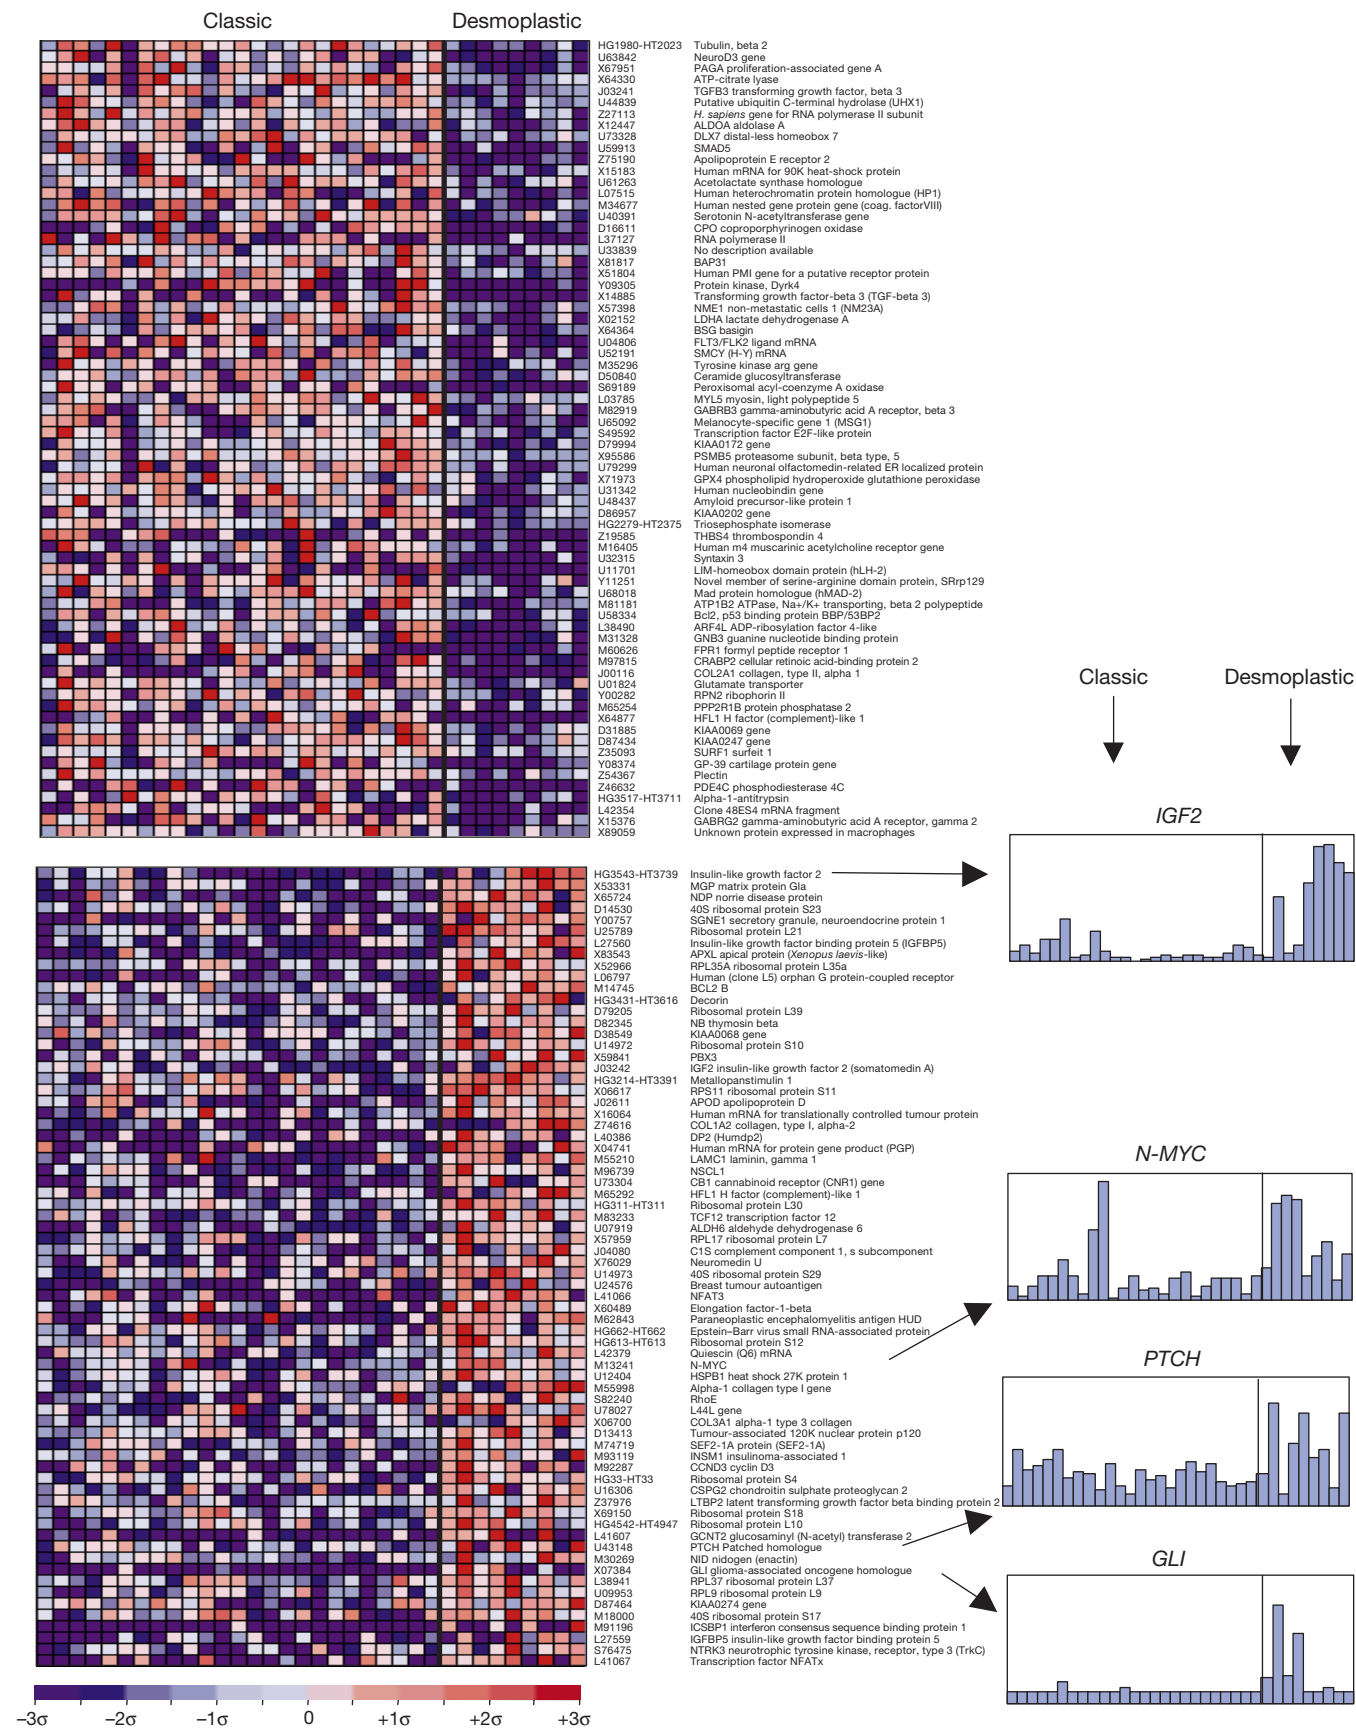 Classic Desmoplastic
HG1980-HT2023 Tubulin, beta 2
U63842 NeuroD3 gene
X67951 PAGA proliferation-associated gene A
X64330 ATP-citrate lyase
J03241 TGFB3 transforming growth factor, beta 3
U44839 Putative ubiquitin C-terminal hydrolase (UHX1)
Z27113 H. sapiens gene for RNA polymerase II subunit
X12447 ALDOA aldolase A
U73328 DLX7 distal-less homeobox 7
U59913 SMAD5
Z75190 Apolipoprotein E receptor 2
X15183 Human mRNA for 90K heat-shock protein
U61263 Acetolactate synthase homologue
L07515 Human heterochromatin protein homologue (HP1)
M34677 Human nested gene protein gene (coag. factorVIII)
U40391 Serotonin N-acetyltransferase gene
D16611 CPO coproporphyrinogen oxidase
L37127 RNA polymerase II
U33839 No description available
X81817 BAP31
X51804 Human PMI gene for a putative receptor protein
Y09305 Protein kinase, Dyrk4
X14885 Transforming growth factor-beta 3 (TGF-beta 3)
X57398 NME1 non-metastatic cells 1 (NM23A)
X02152 LDHA lactate dehydrogenase A
X64364 BSG basigin
U04806 FLT3/FLK2 ligand mRNA
U52191 SMCY (H-Y) mRNA
M35296 Tyrosine kinase arg gene
D50840 Ceramide glucosyltransferase
S69189 Peroxisomal acyl-coenzyme A oxidase
L03785 MYL5 myosin, light polypeptide 5
M82919 GABRB3 gamma-aminobutyric acid A receptor, beta 3
U65092 Melanocyte-specific gene 1 (MSG1)
S49592 Transcription factor E2F-like protein
D79994 KIAA0172 gene
X95586 PSMB5 proteasome subunit, beta type, 5
U79299 Human neuronal olfactomedin-related ER localized protein
X71973 GPX4 phospholipid hydroperoxide glutathione peroxidase
U31342 Human nucleobindin gene
U48437 Amyloid precursor-like protein 1
D86957 KIAA0202 gene
HG2279-HT2375 Triosephosphate isomerase
Z19585 THBS4 thrombospondin 4
M16405 Human m4 muscarinic acetylcholine receptor gene
U32315 Syntaxin 3
U11701 LIM-homeobox domain protein (hLH-2)
Y11251 Novel member of serine-arginine domain protein, SRrp129
U68018 Mad protein homologue (hMAD-2)
M81181 ATP1B2 ATPase, Na+/K+ transporting, beta 2 polypeptide
U58334 Bcl2, p53 binding protein BBP/53BP2
L38490 ARF4L ADP-ribosylation factor 4-like
M31328 GNB3 guanine nucleotide binding protein
M60626 FPR1 formyl peptide receptor 1
M97815 CRABP2 cellular retinoic acid-binding protein 2
J00116 COL2A1 collagen, type II, alpha 1
U01824 Glutamate transporter
Y00282 RPN2 ribophorin II
M65254 PPP2R1B protein phosphatase 2
X64877 HFL1 H factor (complement)-like 1
D31885 KIAA0069 gene
D87434 KIAA0247 gene
Z35093 SURF1 surfeit 1
Y08374 GP-39 cartilage protein gene
Z54367 Plectin
Z46632 PDE4C phosphodiesterase 4C
HG3517-HT3711 Alpha-1-antitrypsin
L42354 Clone 48ES4 mRNA fragment
X15376 GABRG2 gamma-aminobutyric acid A receptor, gamma 2
X89059 Unknown protein expressed in macrophages
HG3543-HT3739 Insulin-like growth factor 2
X53331 MGP matrix protein Gla
X65724 NDP norrie disease protein
D14530 40S ribosomal protein S23
Y00757 SGNE1 secretory granule, neuroendocrine protein 1
U25789 Ribosomal protein L21
L27560 Insulin-like growth factor binding protein 5 (IGFBP5)
X83543 APXL apical protein (Xenopus laevis-like)
X52966 RPL35A ribosomal protein L35a
L06797 Human (clone L5) orphan G protein-coupled receptor
M14745 BCL2 B
HG3431-HT3616 Decorin
D79205 Ribosomal protein L39
D82345 NB thymosin beta
D38549 KIAA0068 gene
U14972 Ribosomal protein S10
X59841 PBX3
J03242 IGF2 insulin-like growth factor 2 (somatomedin A)
HG3214-HT3391 Metallopanstimulin 1
X06617 RPS11 ribosomal protein S11
J02611 APOD apolipoprotein D
X16064 Human mRNA for translationally controlled tumour protein
Z74616 COL1A2 collagen, type I, alpha-2
L40386 DP2 (Humdp2)
X04741 Human mRNA for protein gene product (PGP)
M55210 LAMC1 laminin, gamma 1
M96739 NSCL1
U73304 CB1 cannabinoid receptor (CNR1) gene
M65292 HFL1 H factor (complement)-like 1
HG311-HT311 Ribosomal protein L30
M83233 TCF12 transcription factor 12
U07919 ALDH6 aldehyde dehydrogenase 6
X57959 RPL17 ribosomal protein L7
J04080 C1S complement component 1, s subcomponent
X76029 Neuromedin U
U14973 40S ribosomal protein S29
U24576 Breast tumour autoantigen
L41066 NFAT3
X60489 Elongation factor-1-beta
M62843 Paraneoplastic encephalomyelitis antigen HUD
HG662-HT662 Epstein–Barr virus small RNA-associated protein
HG613-HT613 Ribosomal protein S12
L42379 Quiescin (Q6) mRNA
M13241 N-MYC
U12404 HSPB1 heat shock 27K protein 1
M55998 Alpha-1 collagen type I gene
S82240 RhoE
U78027 L44L gene
X06700 COL3A1 alpha-1 type 3 collagen
D13413 Tumour-associated 120K nuclear protein p120
M74719 SEF2-1A protein (SEF2-1A)
M93119 INSM1 insulinoma-associated 1
M92287 CCND3 cyclin D3
HG33-HT33 Ribosomal protein S4
U16306 CSPG2 chondroitin sulphate proteoglycan 2
Z37976 LTBP2 latent transforming growth factor beta binding protein 2
X69150 Ribosomal protein S18
HG4542-HT4947 Ribosomal protein L10
L41607 GCNT2 glucosaminyl (N-acetyl) transferase 2
U43148 PTCH Patched homologue
M30269 NID nidogen (enactin)
X07384 GLI glioma-associated oncogene homologue
L38941 RPL37 ribosomal protein L37
U09953 RPL9 ribosomal protein L9
D87464 KIAA0274 gene
M18000 40S ribosomal protein S17
M91196 ICSBP1 interferon consensus sequence binding protein 1
L27559 IGFBP5 insulin-like growth factor binding protein 5
S76475 NTRK3 neurotrophic tyrosine kinase, receptor, type 3 (TrkC)
L41067 Transcription factor NFATx
−3σ −2σ −1σ 0 +1σ +2σ +3σ
Classic Desmoplastic
IGF2
N-MYC
PTCH
GLI